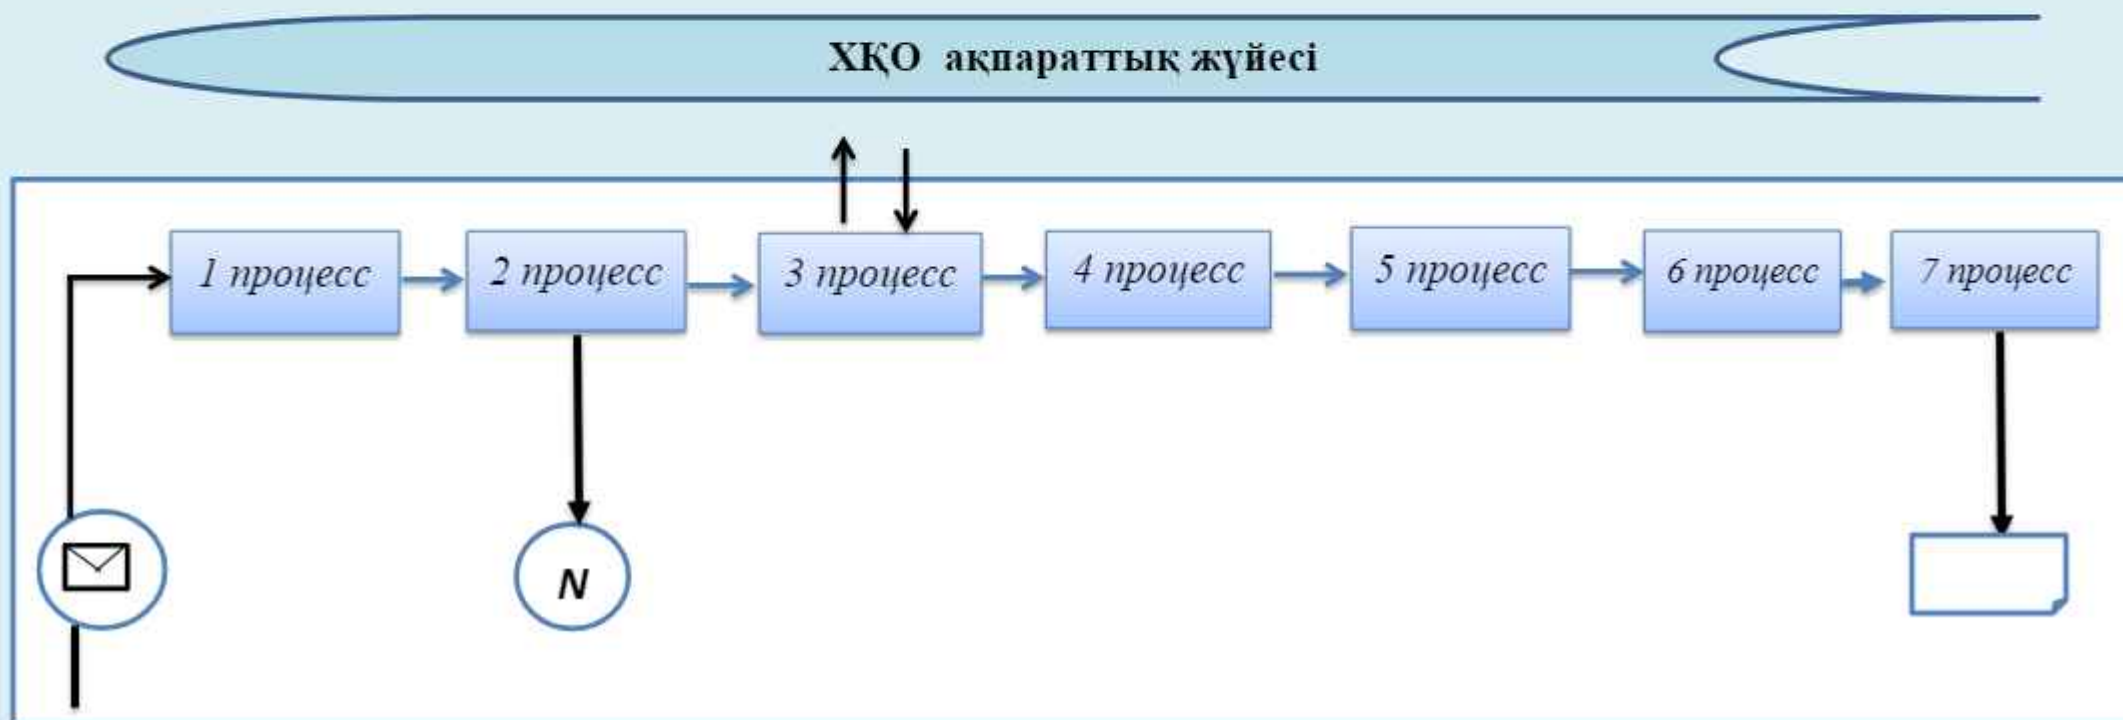 ХҚО ақпараттық жүйесі
1 процесс
2 процесс
3 процесс
4 процесс
5 процесс
6 процесс
7 процесс
N